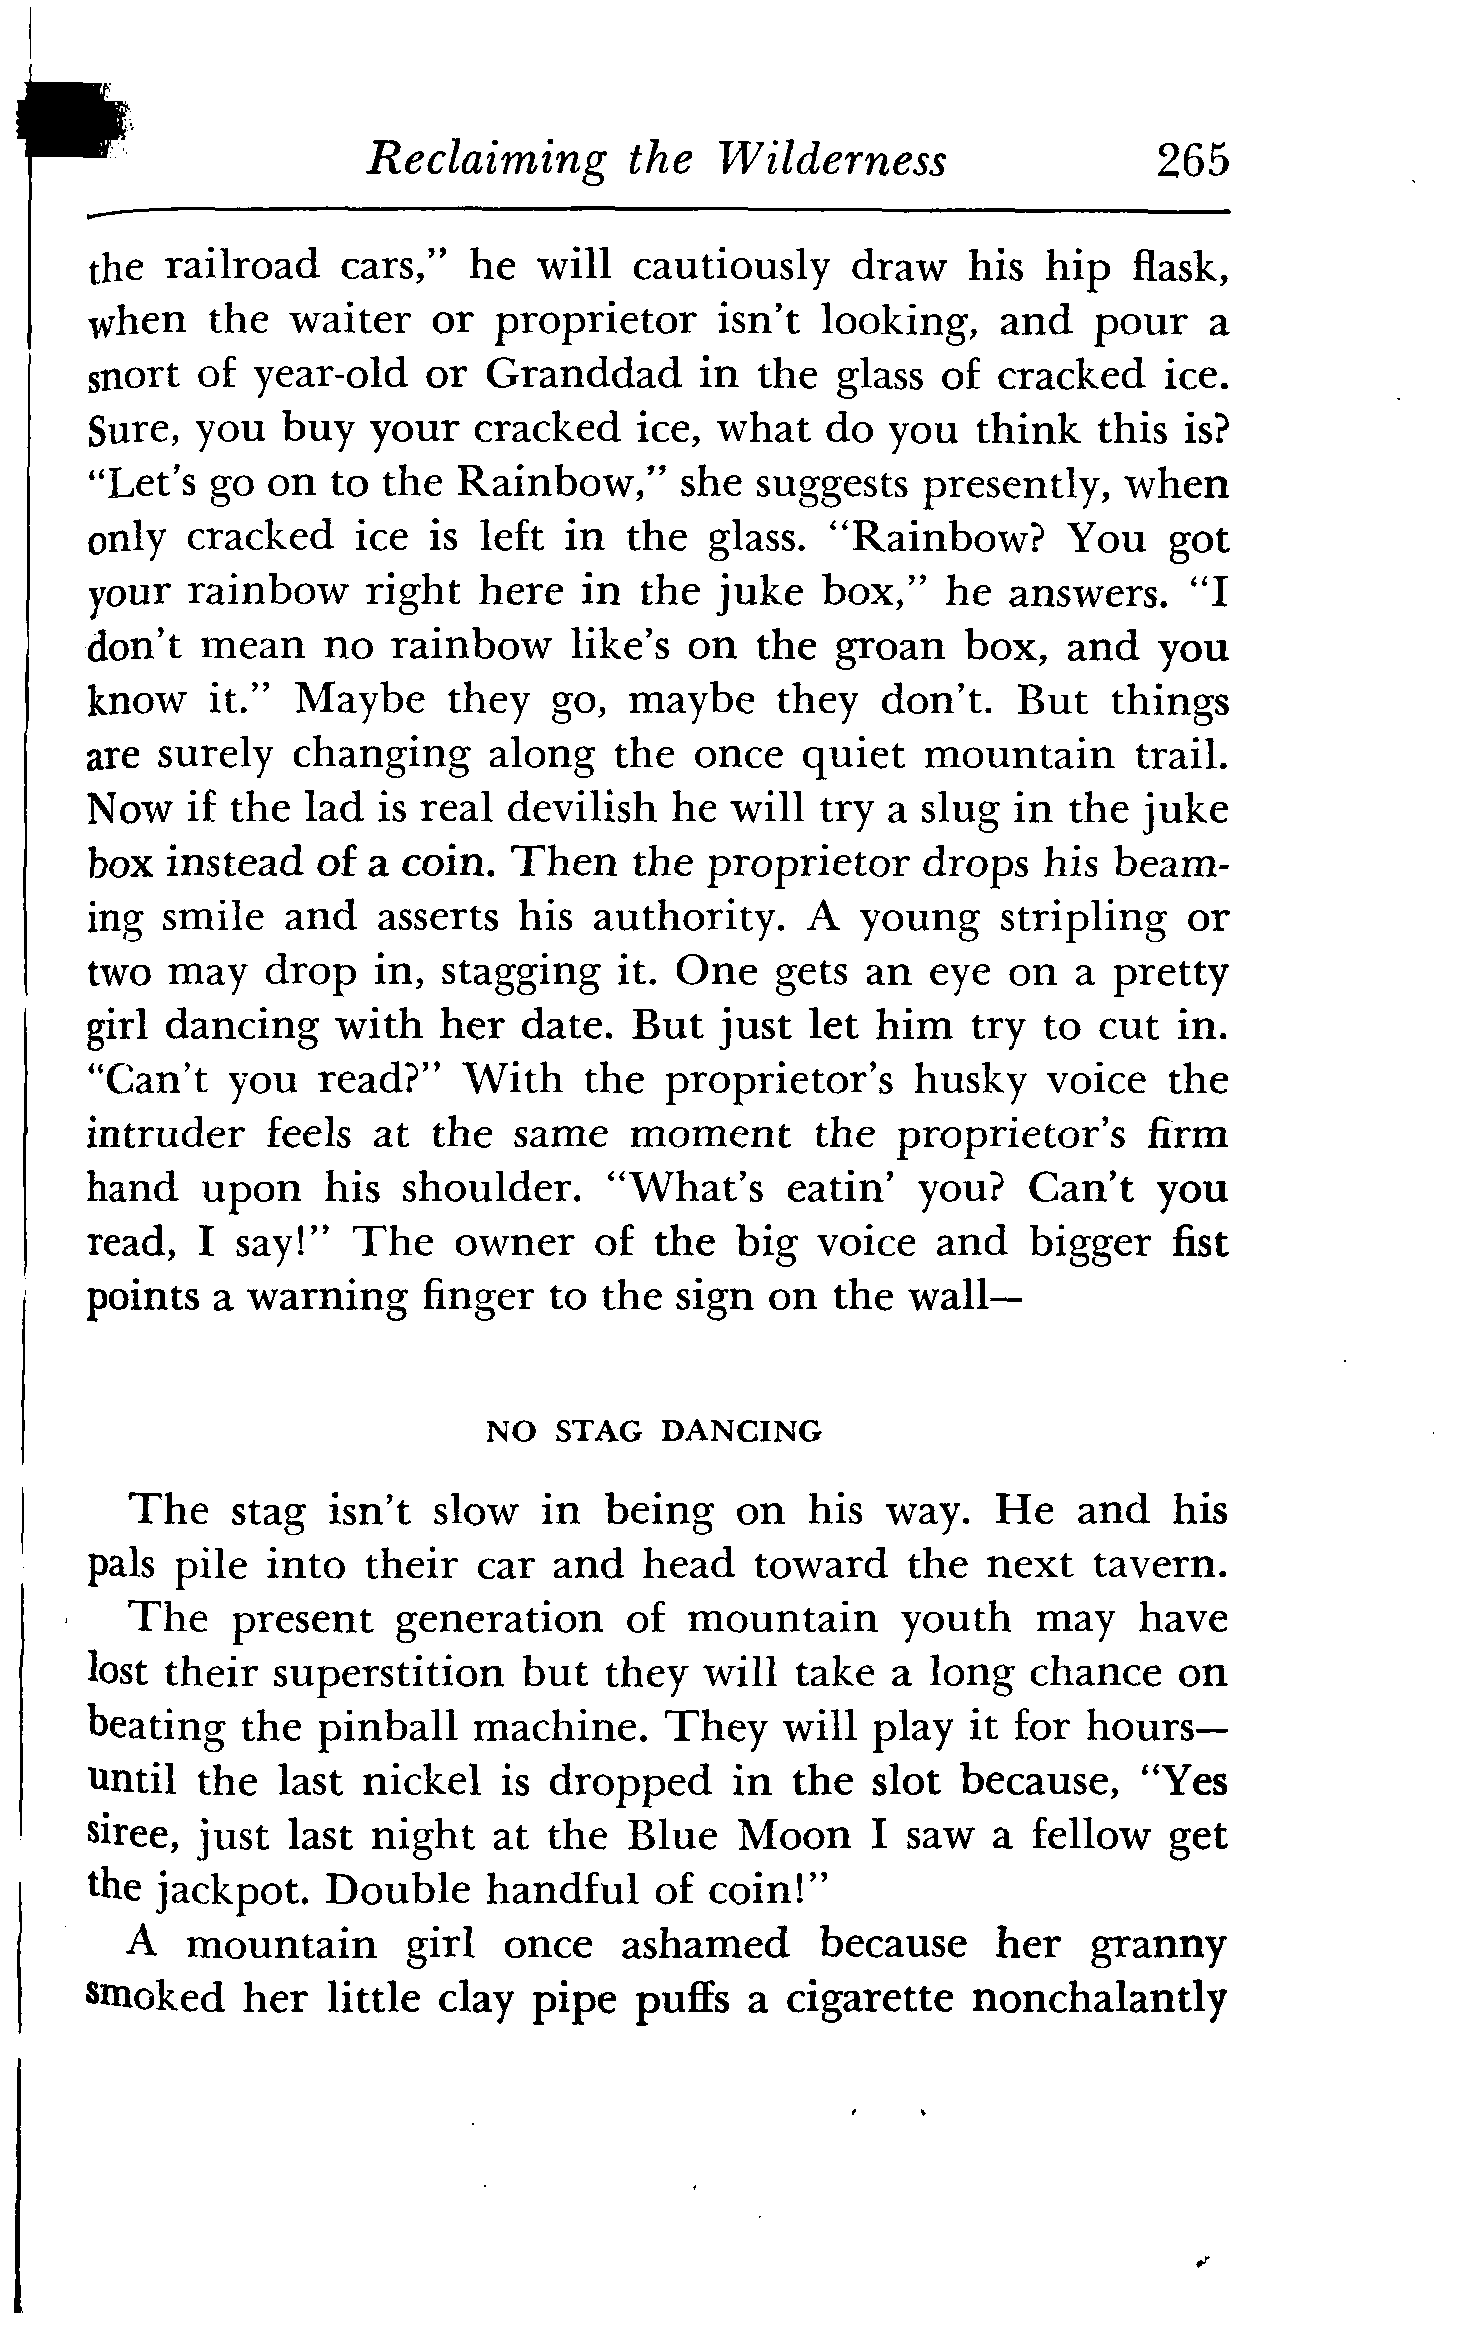 Reclaiming the Wilderness 265
the railroad cars,” he will cautiously draw his hip flask,
when the waiter or proprietor isn’t looking, and pour a
snort of year-old or Granddad in the glass of cracked ice.
Sure, you buy your cracked ice, what do you think this is?
“Let’s go on to the Rainbow,” she suggests presently, when
only cracked ice is left in the glass. “Rainbow? You got
your rainbow right here in the juke box,” he answers. “I
don’t mean no rainbow like’s on the groan box, and you
know it.” Maybe they go, maybe they don’t. But things
are surely changing along the once quiet mountain trail.
Now if the lad is real devilish he will try a slug in the juke
box instead of a coin. Then the proprietor drops his beam-
ing smile and asserts his authority. A young stripling or
two may drop in, stagging it. One gets an eye on a pretty
girl dancing with her date. But just let him try to cut in.
“Can’t you read?” With the proprietor’s husky voice the
intruder feels at the same moment the proprietor’s firm
hand upon his shoulder. “What’s eatin’ you? Can’t you
read, I say!” The owner of the big voice and bigger fist
points a warning finger to the sign on the wall—
NO STAG DANCING
The stag isn’t slow in being on his way. He and his
pals pile into their car and head toward the next tavern.
The present generation of mountain youth may have
lost their superstition but they will take a long chance on
beating the pinball machine. They will play it for hours—
until the last nickel is dropped in the slot because, “Yes
siree, just last night at the Blue Moon I saw a fellow get
the jackpot. Double handful of coin!”
A mountain girl once ashamed because her granny
smoked her little clay pipe puffs a cigarette nonchalantly